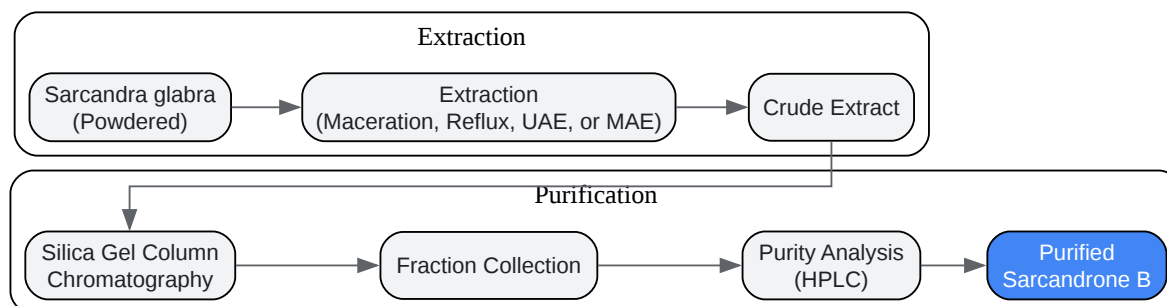 Extraction
Sarcandra glabra
(Powdered)
Extraction
(Maceration, Reflux, UAE, or MAE)
Crude Extract
Purification
Silica Gel Column
Chromatography
Fraction Collection
Purity Analysis
(HPLC)
Purified
Sarcandrone B